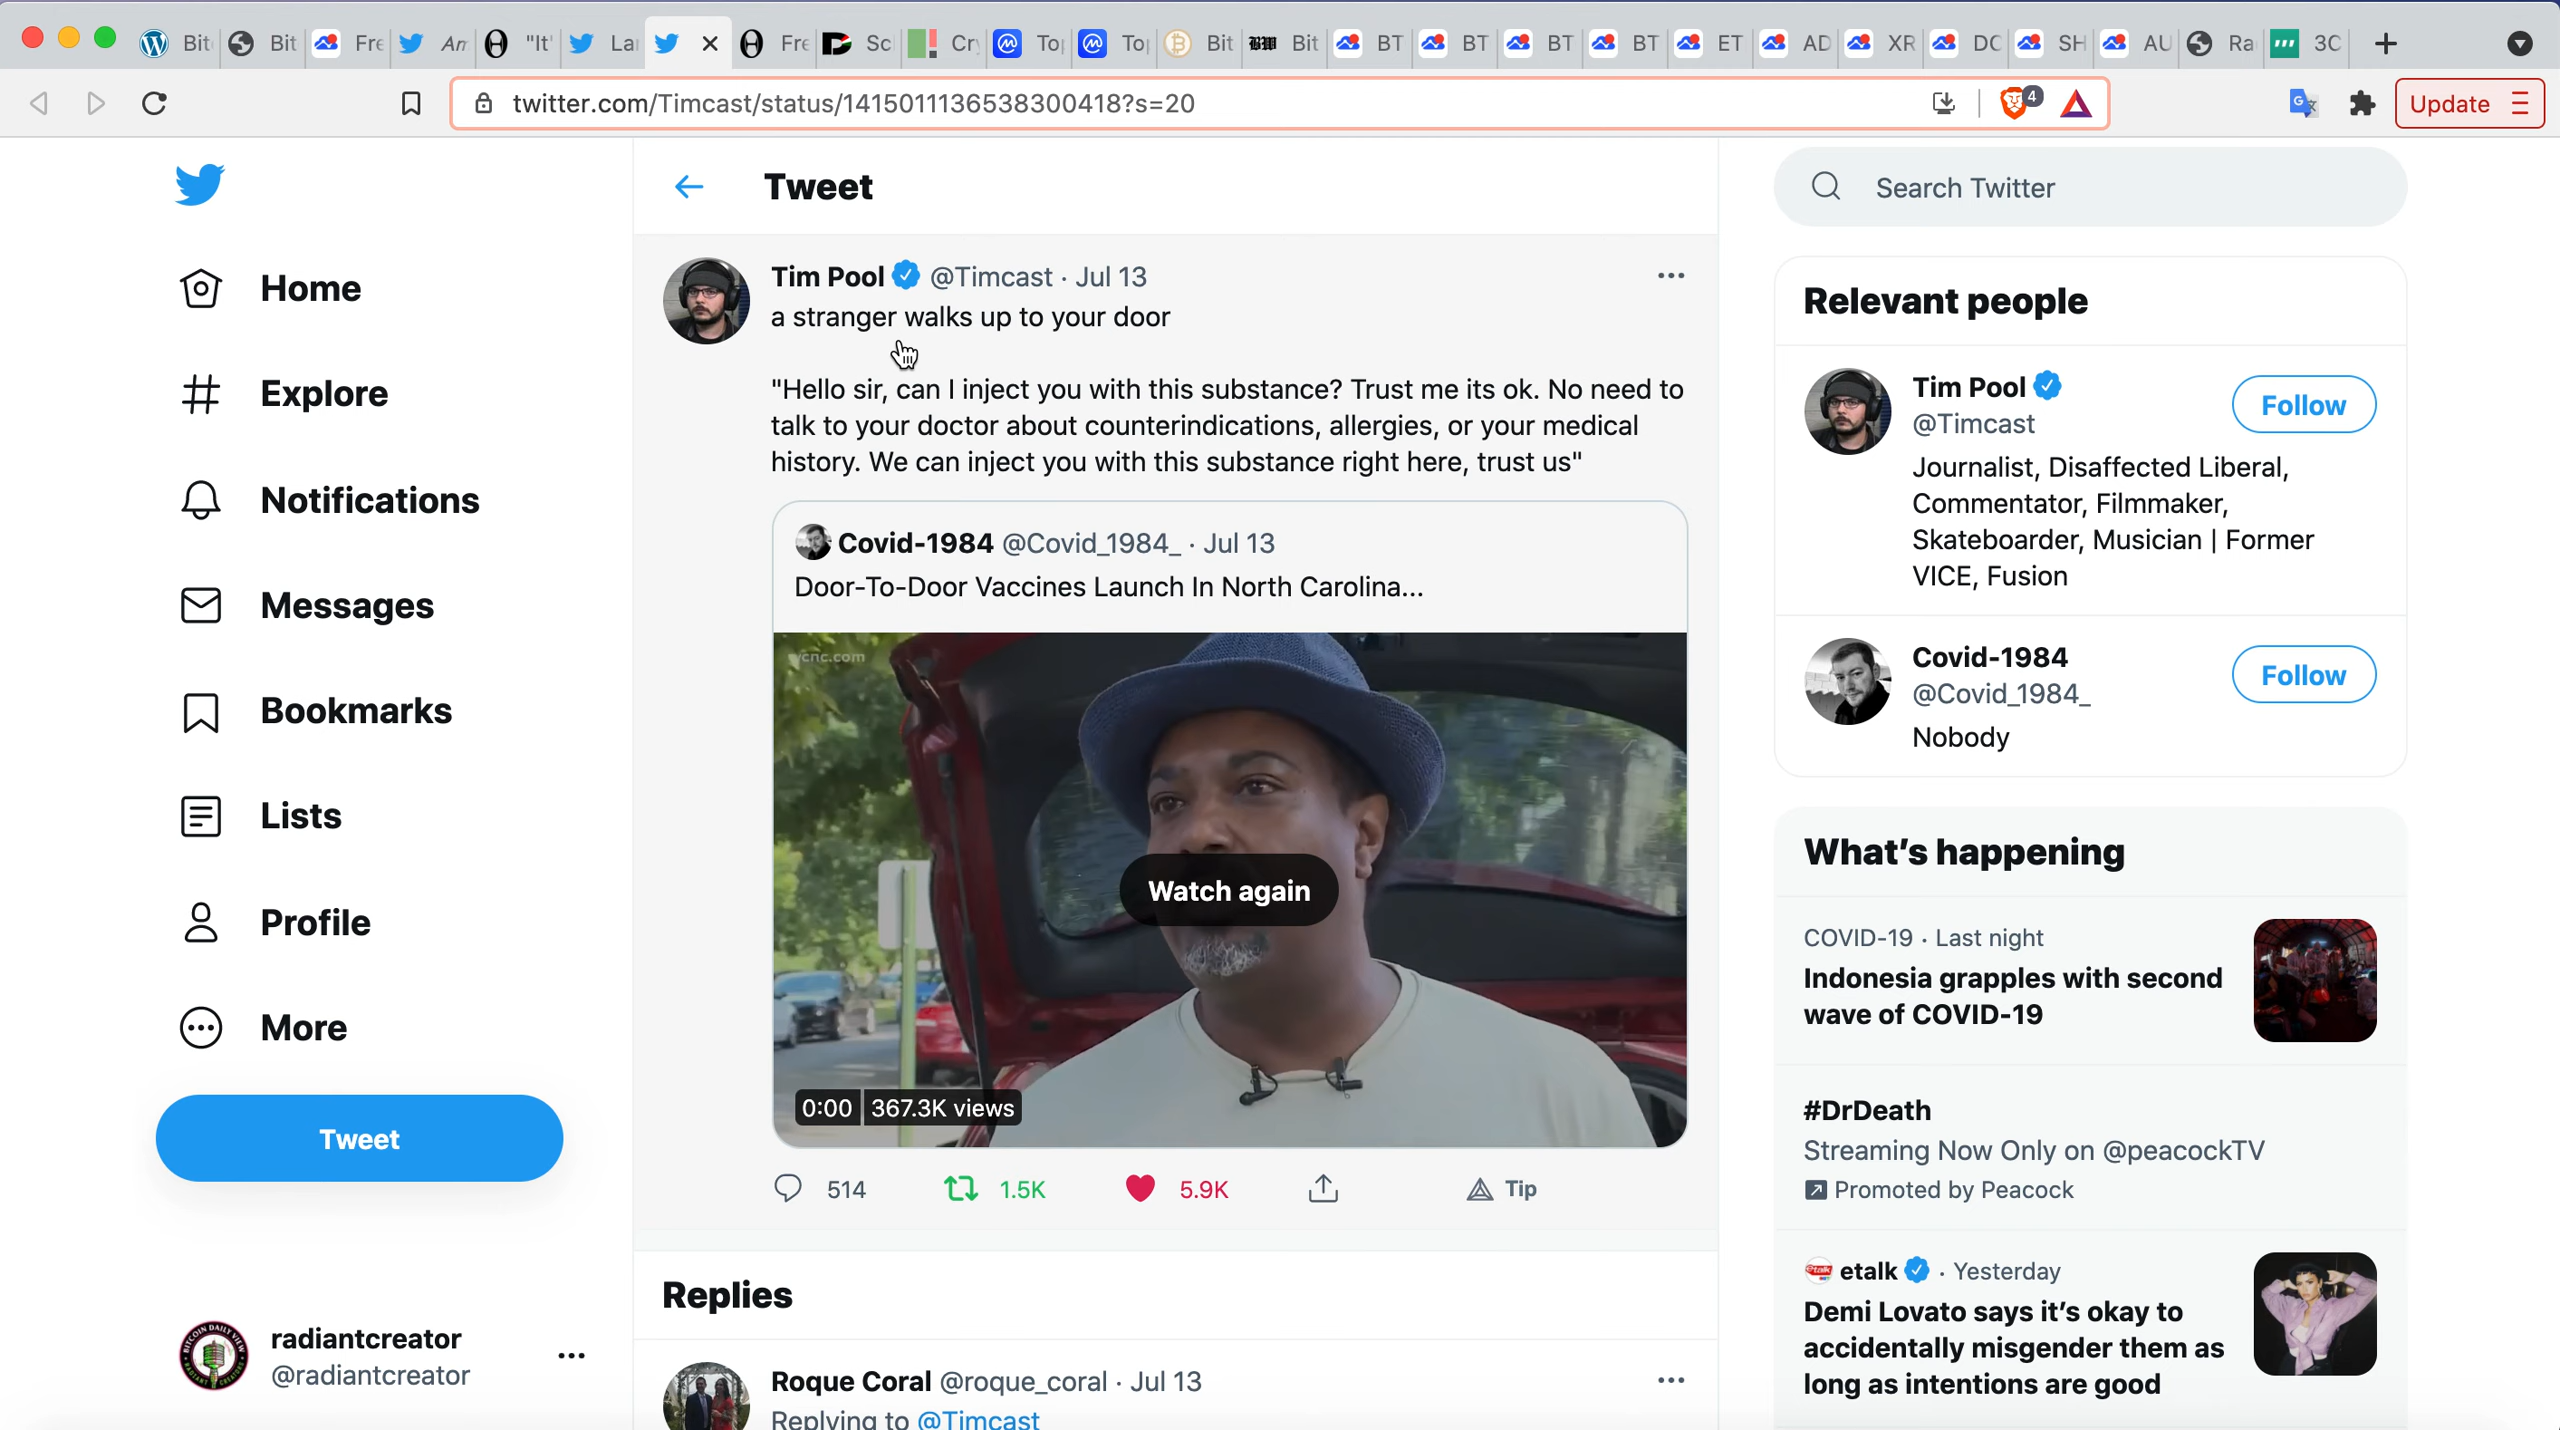 Bit
Bit
Fre
An
"It'
La
Fre
Sc
Cr
To
To
Bit
Bit
BT
BT
BT
BT
ET
AD
XR
DC
SH
AU
Ra
3C
twitter.com/Timcast/status/1415011136538300418?s=20
4
Update
Home
Explore
Notifications
Messages
Bookmarks
Lists
Profile
More
Tweet
radiantcreator
@radiantcreator
Tweet
Tim Pool @Timcast · Jul 13
a stranger walks up to your door
"Hello sir, can I inject you with this substance? Trust me its ok. No need to
talk to your doctor about counterindications, allergies, or your medical
history. We can inject you with this substance right here, trust us"
Covid-1984 @Covid_1984_ · Jul 13
Door-To-Door Vaccines Launch In North Carolina...
wcnc.com
Watch again
0:00 367.3K views
514 1.5K 5.9K Tip
Replies
Roque Coral @roque_coral · Jul 13
Replying to @Timcast
Search Twitter
Relevant people
Tim Pool
@Timcast
Follow
Journalist, Disaffected Liberal,
Commentator, Filmmaker,
Skateboarder, Musician | Former
VICE, Fusion
Covid-1984
@Covid_1984_
Follow
Nobody
What's happening
COVID-19 · Last night
Indonesia grapples with second
wave of COVID-19
#DrDeath
Streaming Now Only on @peacockTV
Promoted by Peacock
etalk · Yesterday
Demi Lovato says it's okay to
accidentally misgender them as
long as intentions are good